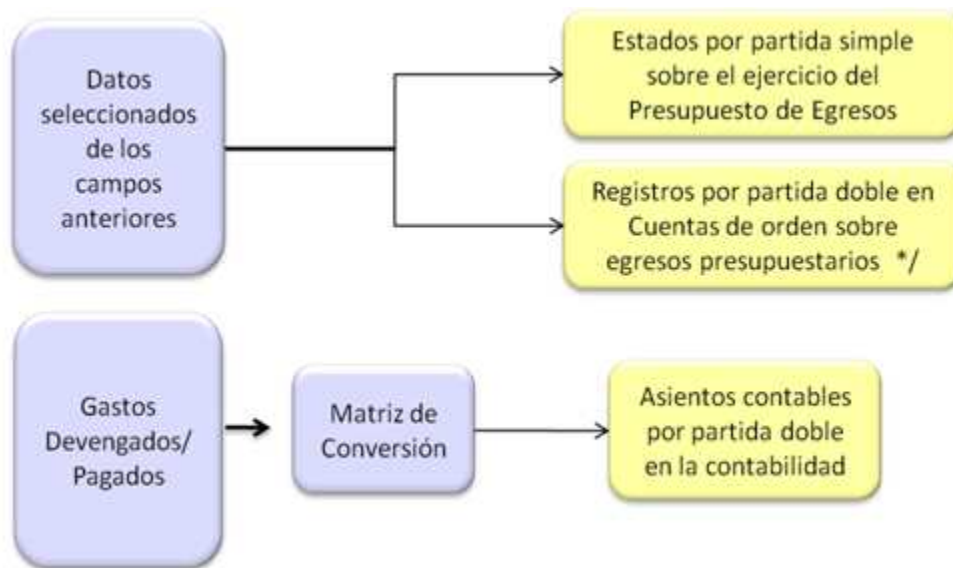 Datos
seleccionados
de los
campos
anteriores
Estados por partida simple
sobre el ejercicio del
Presupuesto de Egresos
Registros por partida doble en
Cuentas de orden sobre
egresos presupuestarios */
Gastos
Devengados/
Pagados
Matriz de
Conversión
Asientos contables
por partida doble
en la contabilidad